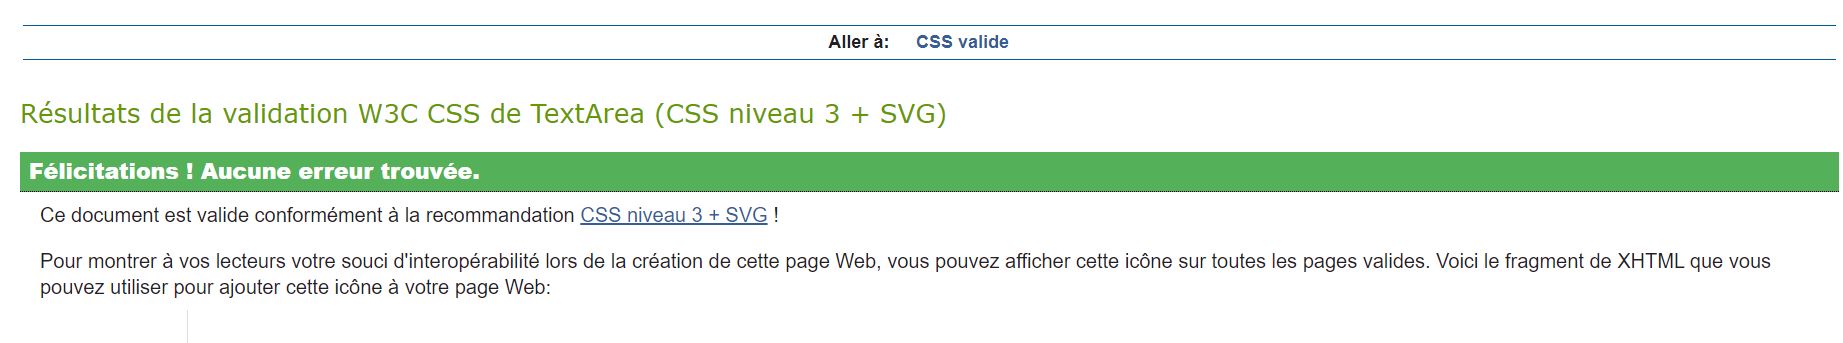 Aller à: CSS valide
Résultats de la validation W3C CSS de TextArea (CSS niveau 3 + SVG)
Félicitations ! Aucune erreur trouvée.
Ce document est valide conformément à la recommandation CSS niveau 3 + SVG !
Pour montrer à vos lecteurs votre souci d'interopérabilité lors de la création de cette page Web, vous pouvez afficher cette icône sur toutes les pages valides. Voici le fragment de XHTML que vous
pouvez utiliser pour ajouter cette icône à votre page Web: